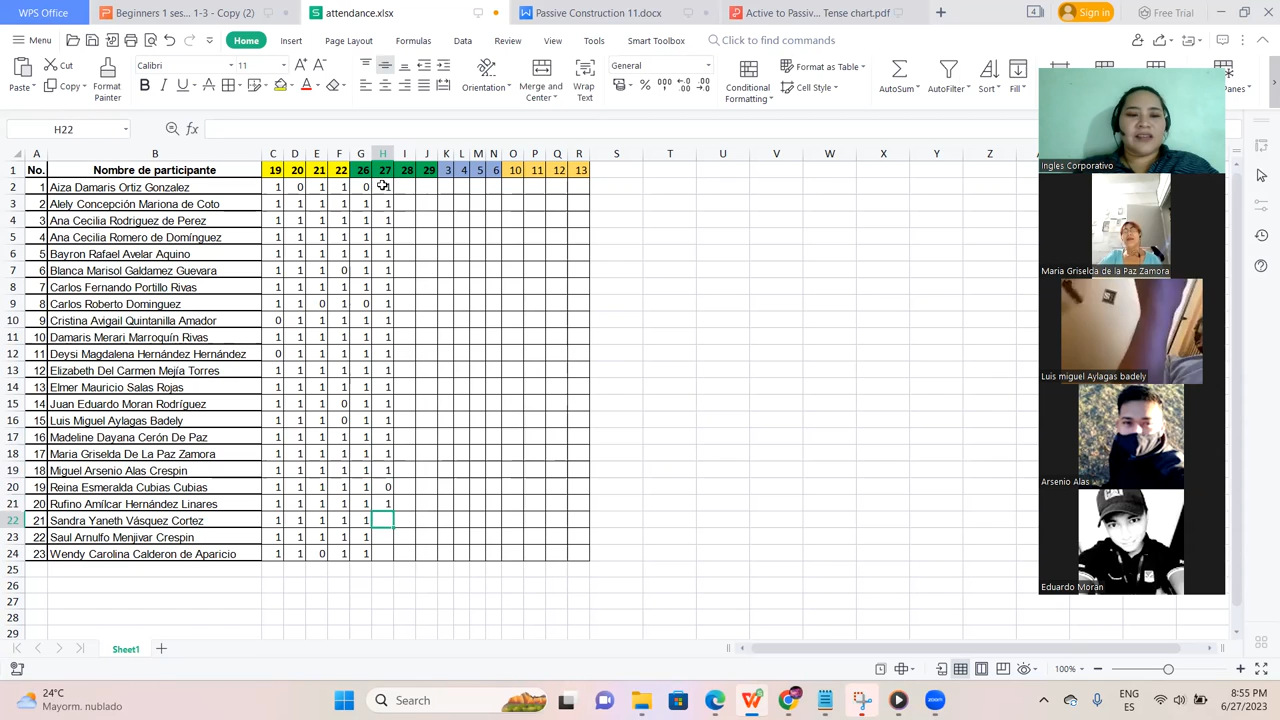 WPS Office
Beginners 1 ses... 1-3 - Copy (2)
attendance.xlsx
Passive Construction 11.docx
Active to Passive... chart.pdf
Sign in
Free Trial
Menu
Home
Insert
Page Layout
Formulas
Data
Review
View
Tools
Smart Toolbox
Click to find commands
Paste
Cut
Copy
Format Painter
Calibri
11
Orientation
Merge and Center
Wrap Text
General
Conditional Formatting
Format as Table
Cell Style
AutoSum
AutoFilter
Sort
Fill
H22
fx
A B C D E F G H I J K L M N O P Q R S T U V W X Y Z
1 No. Nombre de participante 19 20 21 22 26 27 28 29 3 4 5 6 10 11 12 13
2 1 Aiza Damaris Ortiz Gonzalez 1 0 1 1 0 1
3 2 Alely Concepción Mariona de Coto 1 1 1 1 1 1
4 3 Ana Cecilia Rodriguez de Perez 1 1 1 1 1 1
5 4 Ana Cecilia Romero de Domínguez 1 1 1 1 1 1
6 5 Bayron Rafael Avelar Aquino 1 1 1 1 1 1
7 6 Blanca Marisol Galdamez Guevara 1 1 1 0 1 1
8 7 Carlos Fernando Portillo Rivas 1 1 1 1 1 1
9 8 Carlos Roberto Dominguez 1 1 0 1 0 1
10 9 Cristina Avigail Quintanilla Amador 0 1 1 1 1 1
11 10 Damaris Merari Marroquín Rivas 1 1 1 1 1 1
12 11 Deysi Magdalena Hernández Hernández 0 1 1 1 1 1
13 12 Elizabeth Del Carmen Mejía Torres 1 1 1 1 1 1
14 13 Elmer Mauricio Salas Rojas 1 1 1 1 1 1
15 14 Juan Eduardo Moran Rodríguez 1 1 1 0 1 1
16 15 Luis Miguel Aylagas Badely 1 1 1 0 1 1
17 16 Madeline Dayana Cerón De Paz 1 1 1 1 1 1
18 17 Maria Griselda De La Paz Zamora 1 1 1 1 1 1
19 18 Miguel Arsenio Alas Crespin 1 1 1 1 1 1
20 19 Reina Esmeralda Cubias Cubias 1 1 1 1 1 0
21 20 Rufino Amílcar Hernández Linares 1 1 1 1 1 1
22 21 Sandra Yaneth Vásquez Cortez 1 1 1 1 1
23 22 Saul Arnulfo Menjivar Crespin 1 1 1 1 1
24 23 Wendy Carolina Calderon de Aparicio 1 1 0 1 1
25
26
27
28
29
Ingles Corporativo
Maria Griselda de la Paz Zamora
Luis miguel Aylagas badely
Arsenio Alas
Eduardo Morán
Sheet1
100%
24°C
Mayorm. nublado
Search
ENG
ES
8:55 PM
6/27/2023